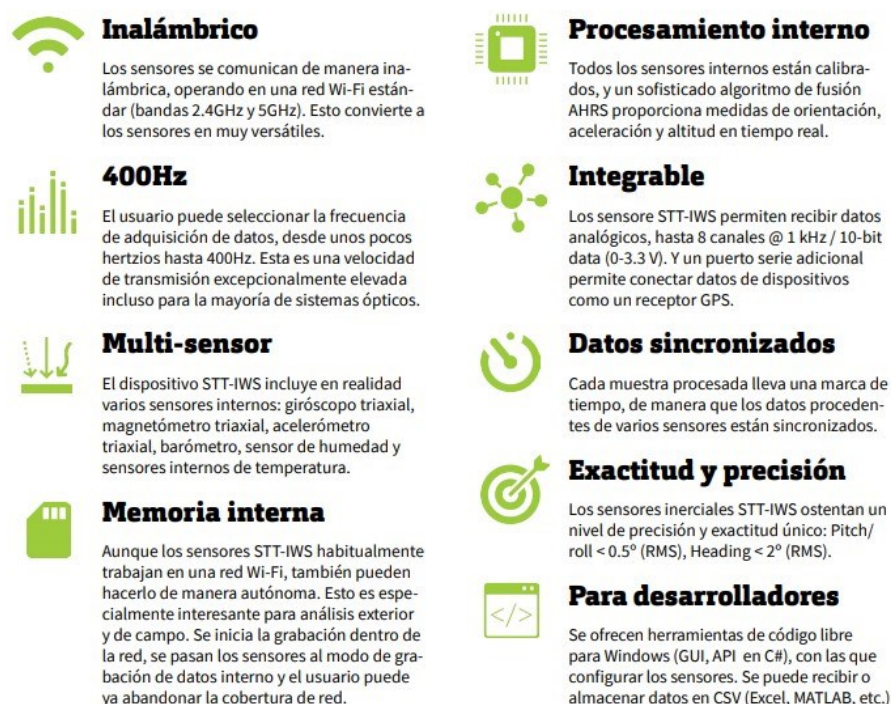 Inalámbrico
Los sensores se comunican de manera ina-
lámbrica, operando en una red Wi-Fi están-
dar (bandas 2.4GHz y 5GHz). Esto convierte a
los sensores en muy versátiles.
400Hz
El usuario puede seleccionar la frecuencia
de adquisición de datos, desde unos pocos
hertzios hasta 400Hz. Esta es una velocidad
de transmisión excepcionalmente elevada
incluso para la mayoría de sistemas ópticos.
Multi-sensor
El dispositivo STT-IWS incluye en realidad
varios sensores internos: giróscopo triaxial,
magnetómetro triaxial, acelerómetro
triaxial, barómetro, sensor de humedad y
sensores internos de temperatura.
Memoria interna
Aunque los sensores STT-IWS habitualmente
trabajan en una red Wi-Fi, también pueden
hacerlo de manera autónoma. Esto es espe-
cialmente interesante para análisis exterior
y de campo. Se inicia la grabación dentro de
la red, se pasan los sensores al modo de gra-
bación de datos interno y el usuario puede
ya abandonar la cobertura de red.
Procesamiento interno
Todos los sensores internos están calibra-
dos, y un sofisticado algoritmo de fusión
AHRS proporciona medidas de orientación,
aceleración y altitud en tiempo real.
Integrable
Los sensore STT-IWS permiten recibir datos
analógicos, hasta 8 canales @ 1 kHz / 10-bit
data (0-3.3 V). Y un puerto serie adicional
permite conectar datos de dispositivos
como un receptor GPS.
Datos sincronizados
Cada muestra procesada lleva una marca de
tiempo, de manera que los datos proceden-
tes de varios sensores están sincronizados.
Exactitud y precisión
Los sensores inerciales STT-IWS ostentan un
nivel de precisión y exactitud único: Pitch/
roll < 0.5º (RMS), Heading < 2º (RMS).
</>
Para desarrolladores
Se ofrecen herramientas de código libre
para Windows (GUI, API en C#), con las que
configurar los sensores. Se puede recibir o
almacenar datos en CSV (Excel, MATLAB, etc.)